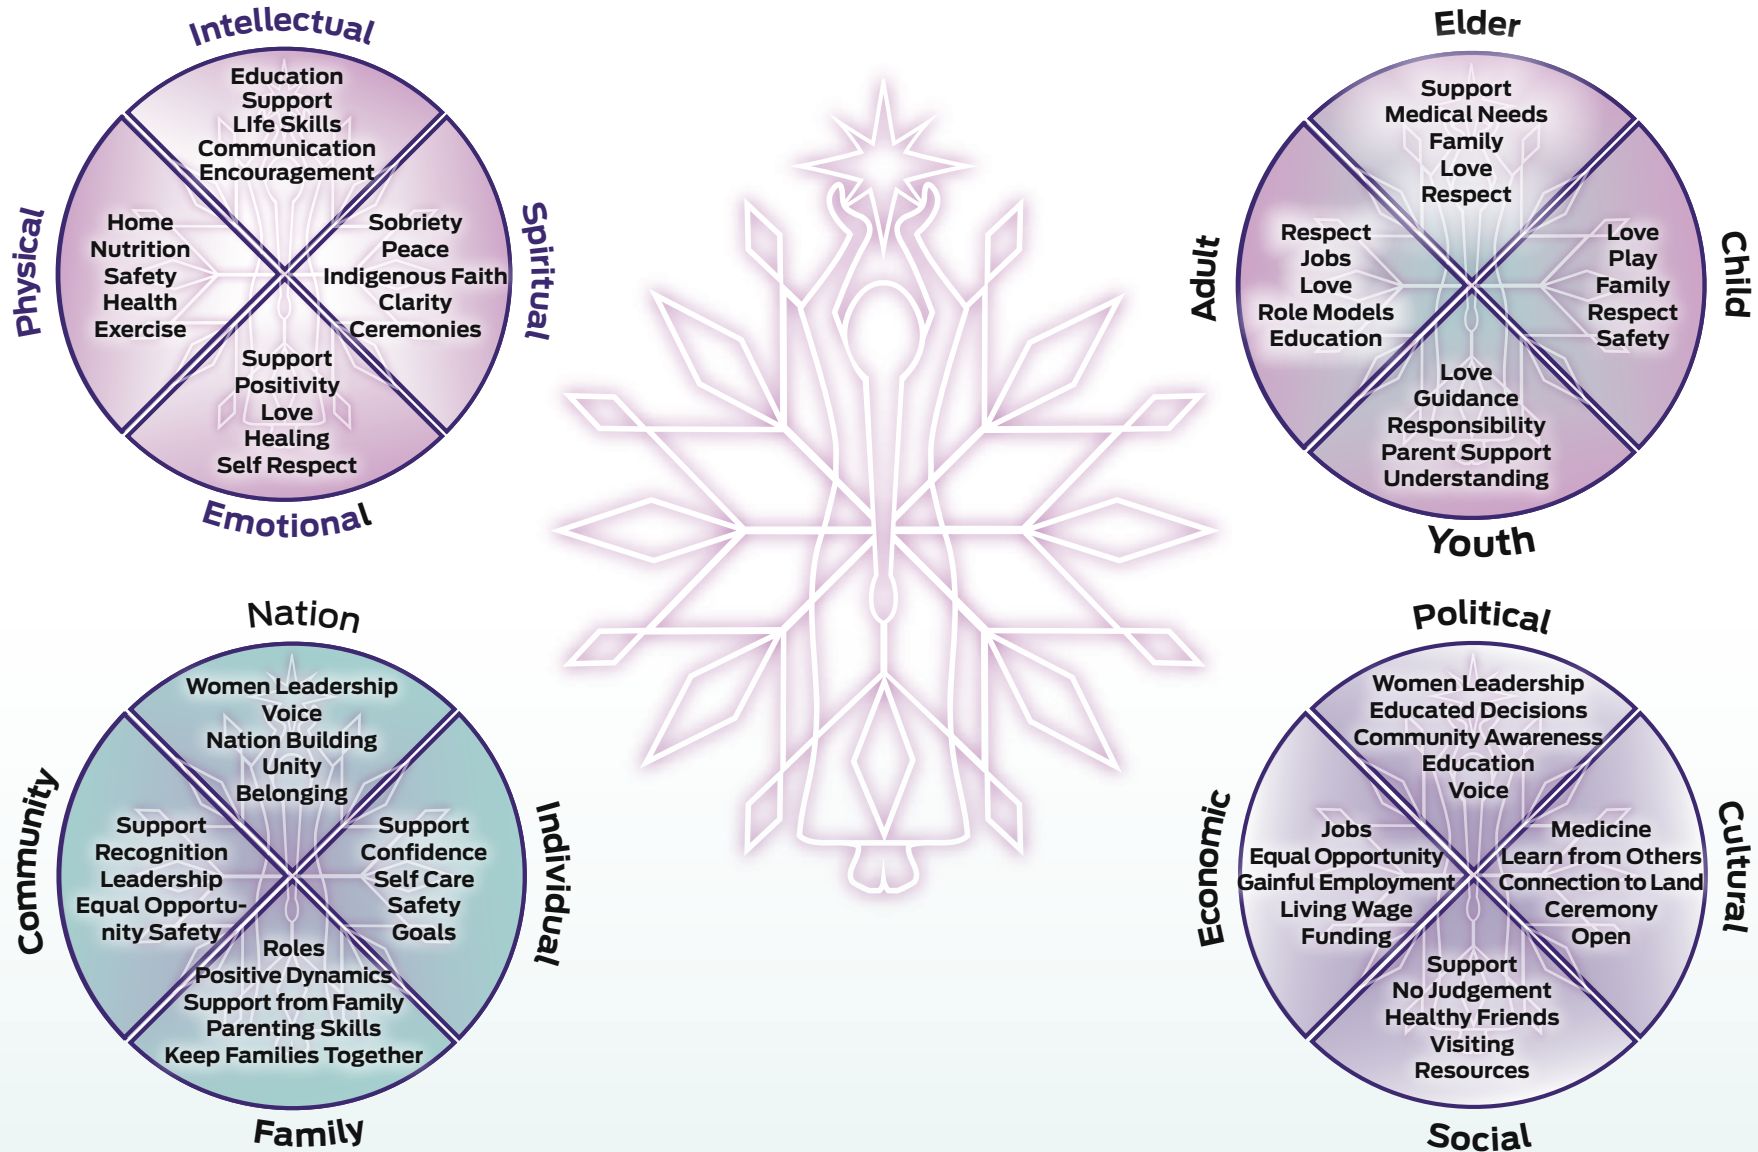 Intellectual
Education
Support
LIfe Skills
Communication
Encouragement
Physical
Home
Nutrition
Safety
Health
Exercise
Spiritual
Sobriety
Peace
Indigenous Faith
Clarity
Ceremonies
Support
Positivity
Love
Healing
Self Respect
Emotional
Elder
Support
Medical Needs
Family
Love
Respect
Adult
Respect
Jobs
Love
Role Models
Education
Child
Love
Play
Family
Respect
Safety
Love
Guidance
Responsibility
Parent Support
Understanding
Youth
Nation
Women Leadership
Voice
Nation Building
Unity
Belonging
Community
Support
Recognition
Leadership
Equal Opportu-
nity Safety
Individual
Support
Confidence
Self Care
Safety
Goals
Roles
Positive Dynamics
Support from Family
Parenting Skills
Keep Families Together
Family
Political
Women Leadership
Educated Decisions
Community Awareness
Education
Voice
Economic
Jobs
Equal Opportunity
Gainful Employment
Living Wage
Funding
Cultural
Medicine
Learn from Others
Connection to Land
Ceremony
Open
Support
No Judgement
Healthy Friends
Visiting
Resources
Social